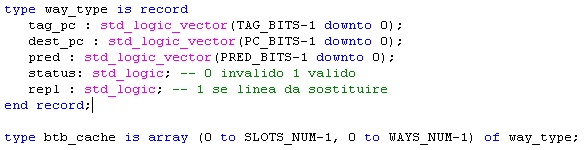 type way_type is record
tag_pc : std_logic_vector(TAG_BITS-1 downto 0);
dest_pc : std_logic_vector(PC_BITS-1 downto 0);
pred : std_logic_vector(PRED_BITS-1 downto 0);
status: std_logic; -- 0 invalido 1 valido
repl : std_logic; -- 1 se linea da sostituire
end record;
type btb_cache is array (0 to SLOTS_NUM-1, 0 to WAYS_NUM-1) of way_type;